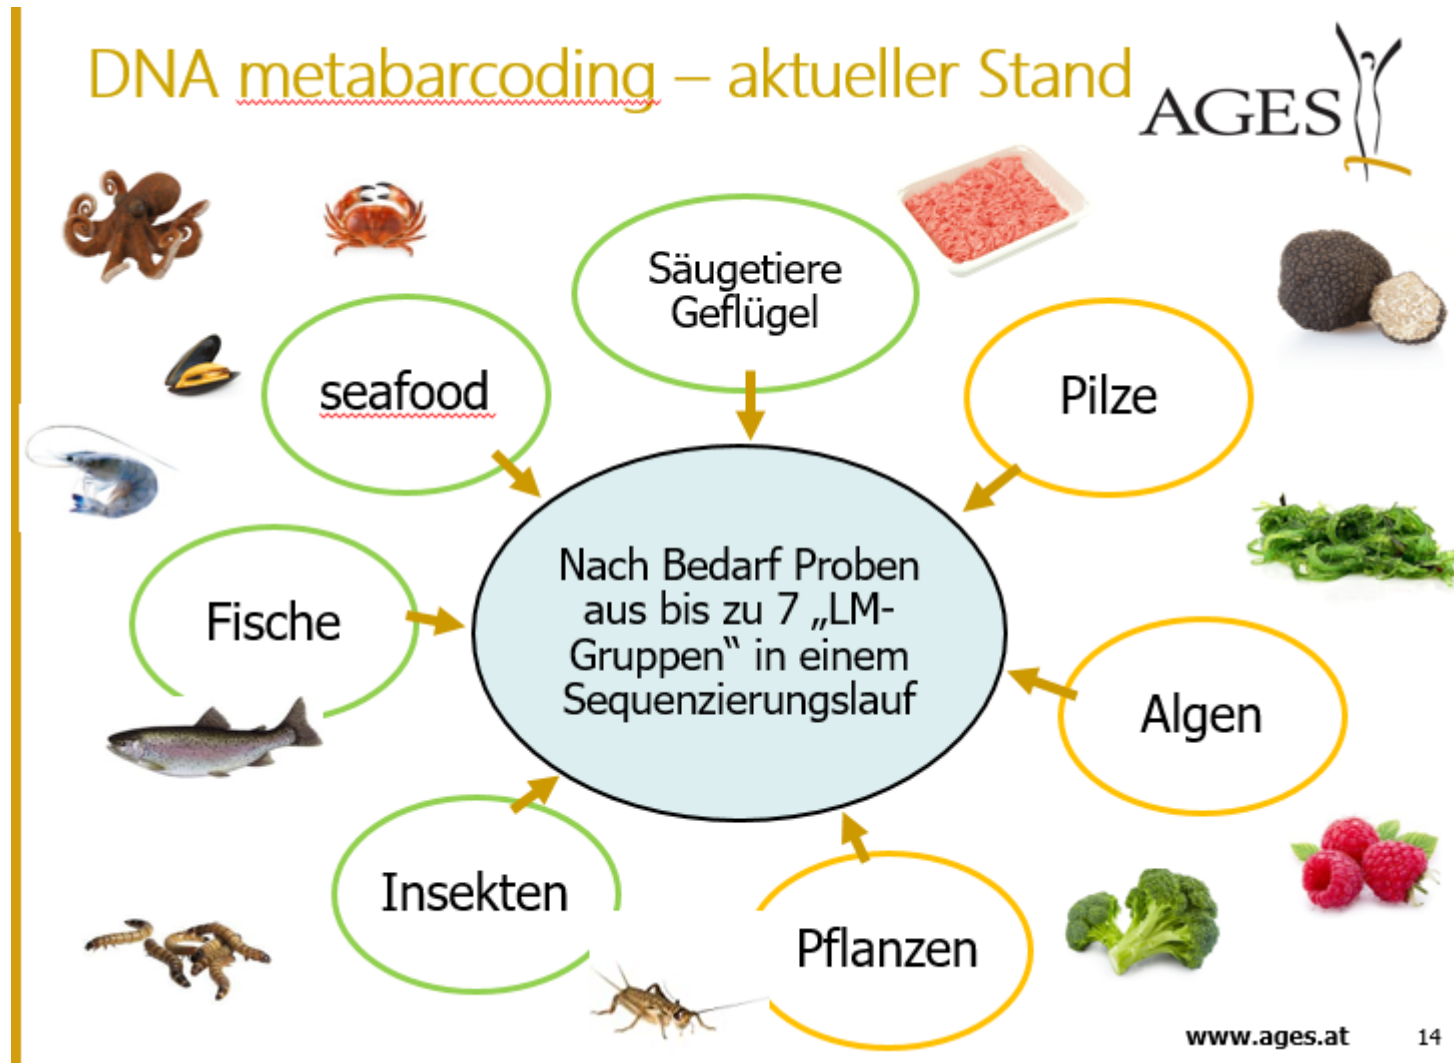 DNA metabarcoding – aktueller Stand
AGES
Säugetiere
Geflügel
seafood
Pilze
Nach Bedarf Proben
aus bis zu 7 „LM-
Gruppen“ in einem
Sequenzierungslauf
Fische
Algen
Insekten
Pflanzen
www.ages.at
14